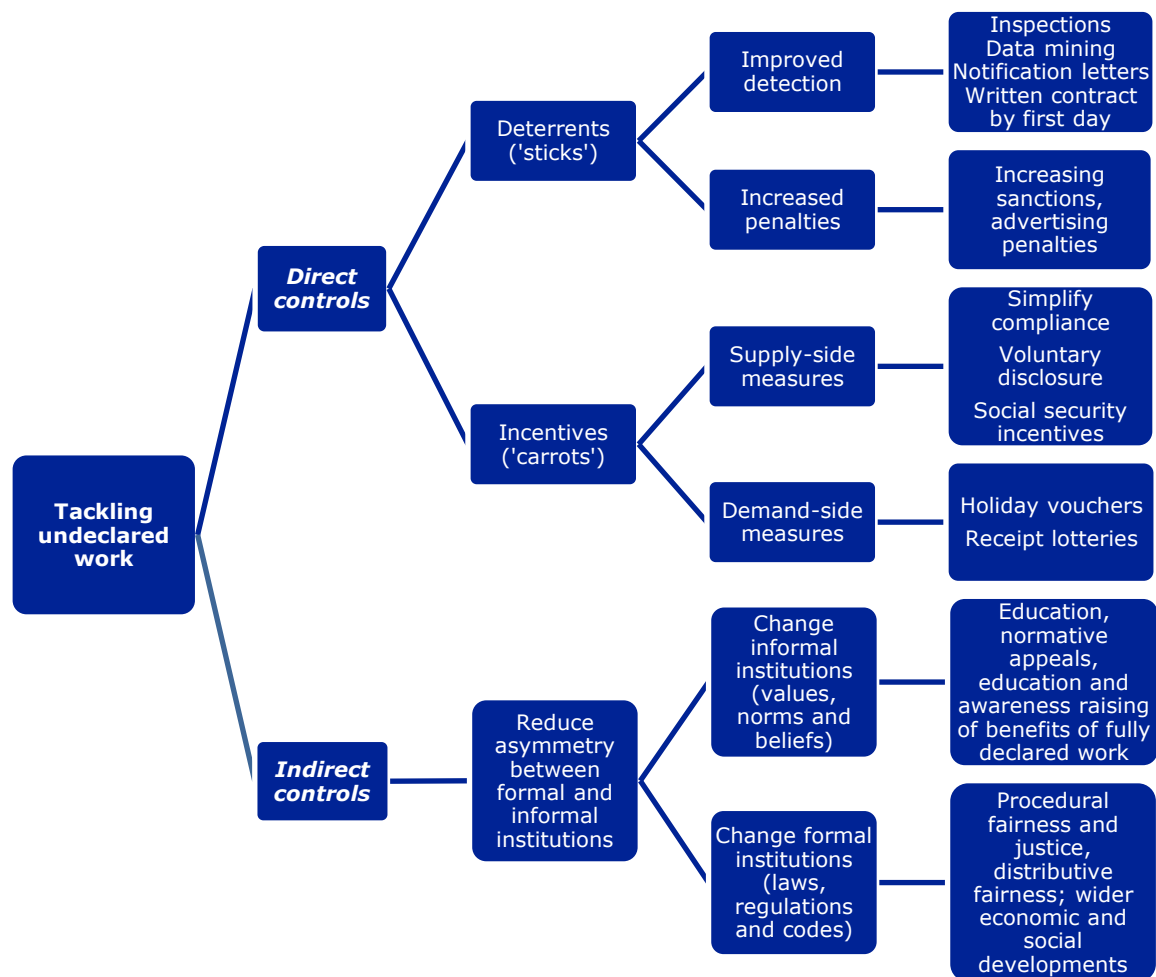 Tackling
undeclared
work
Direct
controls
Deterrents
('sticks')
Improved
detection
Inspections
Data mining
Notification letters
Written contract
by first day
Increased
penalties
Increasing
sanctions,
advertising
penalties
Incentives
('carrots')
Supply-side
measures
Simplify
compliance
Voluntary
disclosure
Social security
incentives
Demand-side
measures
Holiday vouchers
Receipt lotteries
Indirect
controls
Reduce
asymmetry
between
formal and
informal
institutions
Change
informal
institutions
(values,
norms and
beliefs)
Education,
normative
appeals,
education and
awareness raising
of benefits of fully
declared work
Change formal
institutions
(laws,
regulations
and codes)
Procedural
fairness and
justice,
distributive
fairness; wider
economic and
social
developments